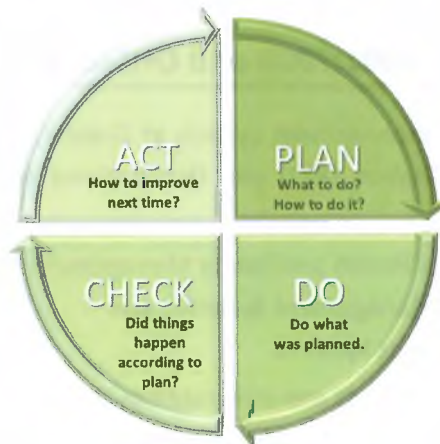 ACT
How to improve
next time?
PLAN
What to do?
How to do it?
CHECK
Did things
happen
according to
plan?
DO
Do what
was planned.